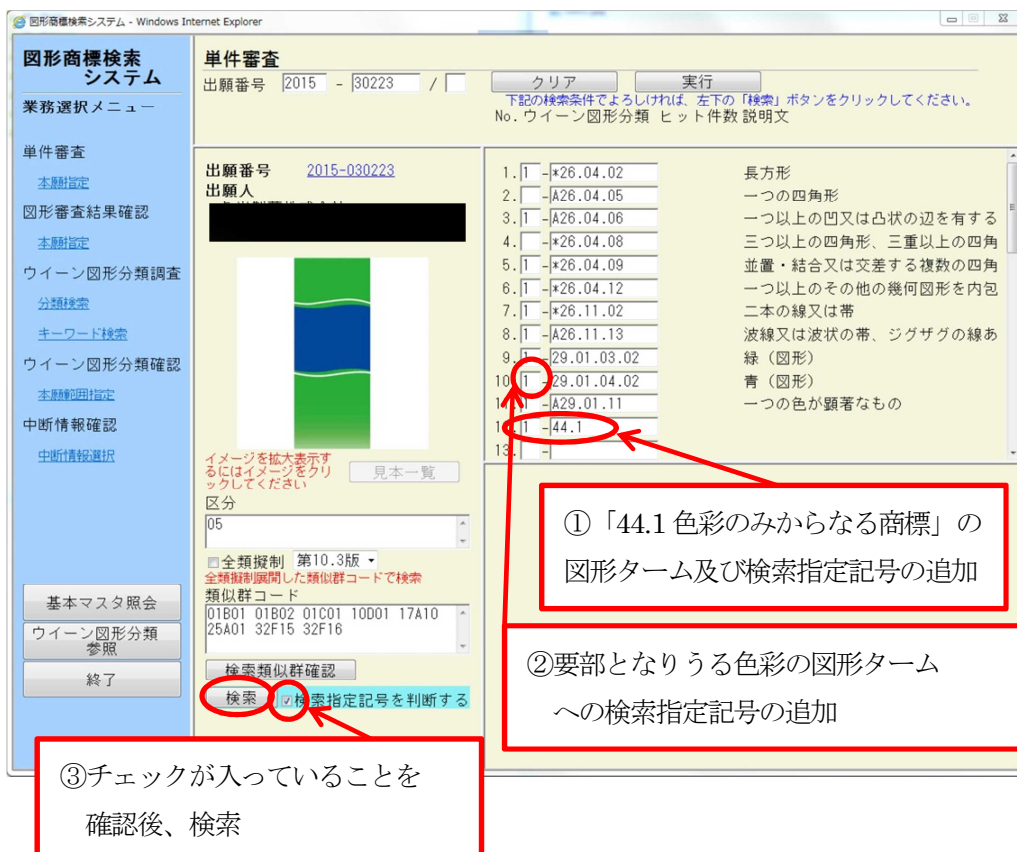 図形商標検索システム - Windows Internet Explorer
図形商標検索
システム
業務選択メニュー
単件審査
本願指定
図形審査結果確認
本願指定
ウイーン図形分類調査
分類検索
キーワード検索
ウイーン図形分類確認
本願範囲指定
中断情報確認
中断情報選択
基本マスタ照会
ウイーン図形分類
参照
終了
単件審査
出願番号 2015 - 30223 /
クリア 実行
下記の検索条件でよろしければ、左下の「検索」ボタンをクリックしてください。
No. ウイーン図形分類 ヒット件数 説明文
出願番号 2015-030223
出願人
イメージを拡大表示す
るにはイメージをクリ
ックしてください
見本一覧
区分
05
全類擬制 第10.3版
全類擬制展開した類似群コードで検索
類似群コード
01B01 01B02 01C01 10D01 17A10
25A01 32F15 32F16
検索類似群確認
検索 検索指定記号を判断する
1. 1 -*26.04.02 長方形
2. -A26.04.05 一つの四角形
3. 1 -A26.04.06 一つ以上の凹又は凸状の辺を有する
4. -*26.04.08 三つ以上の四角形、三重以上の四角
5. 1 -*26.04.09 並置・結合又は交差する複数の四角
6. 1 -*26.04.12 一つ以上のその他の幾何図形を内包
7. 1 -*26.11.02 二本の線又は帯
8. 1 -A26.11.13 波線又は波状の帯、ジグザグの線あ
9. 1 -29.01.03.02 緑（図形）
10. 1 -29.01.04.02 青（図形）
11. 1 -A29.01.11 一つの色が顕著なもの
1 -44.1
13. -
①「44.1 色彩のみからなる商標」の
図形ターム及び検索指定記号の追加
②要部となりうる色彩の図形ターム
への検索指定記号の追加
③チェックが入っていることを
確認後、検索